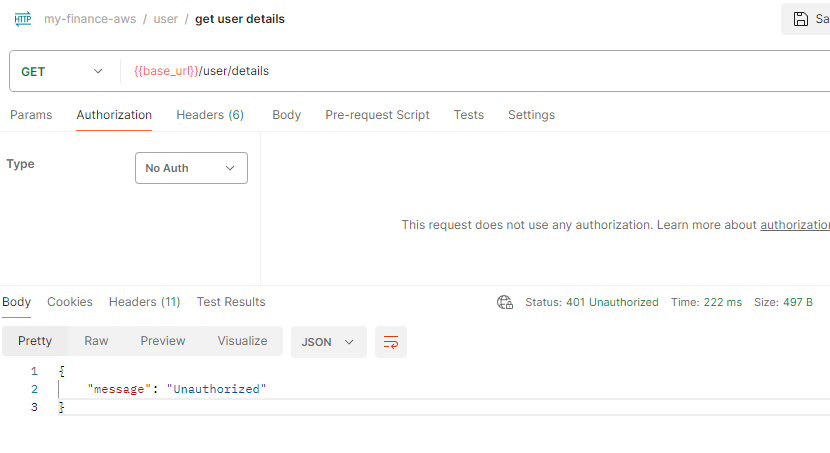 HTTP my-finance-aws / user / get user details Sa
GET {{base_url}}/user/details
Params Authorization Headers (6) Body Pre-request Script Tests Settings
Type No Auth
This request does not use any authorization. Learn more about authorization
Body Cookies Headers (11) Test Results Status: 401 Unauthorized Time: 222 ms Size: 497 B
Pretty Raw Preview Visualize JSON
1 {
2 "message": "Unauthorized"
3 }